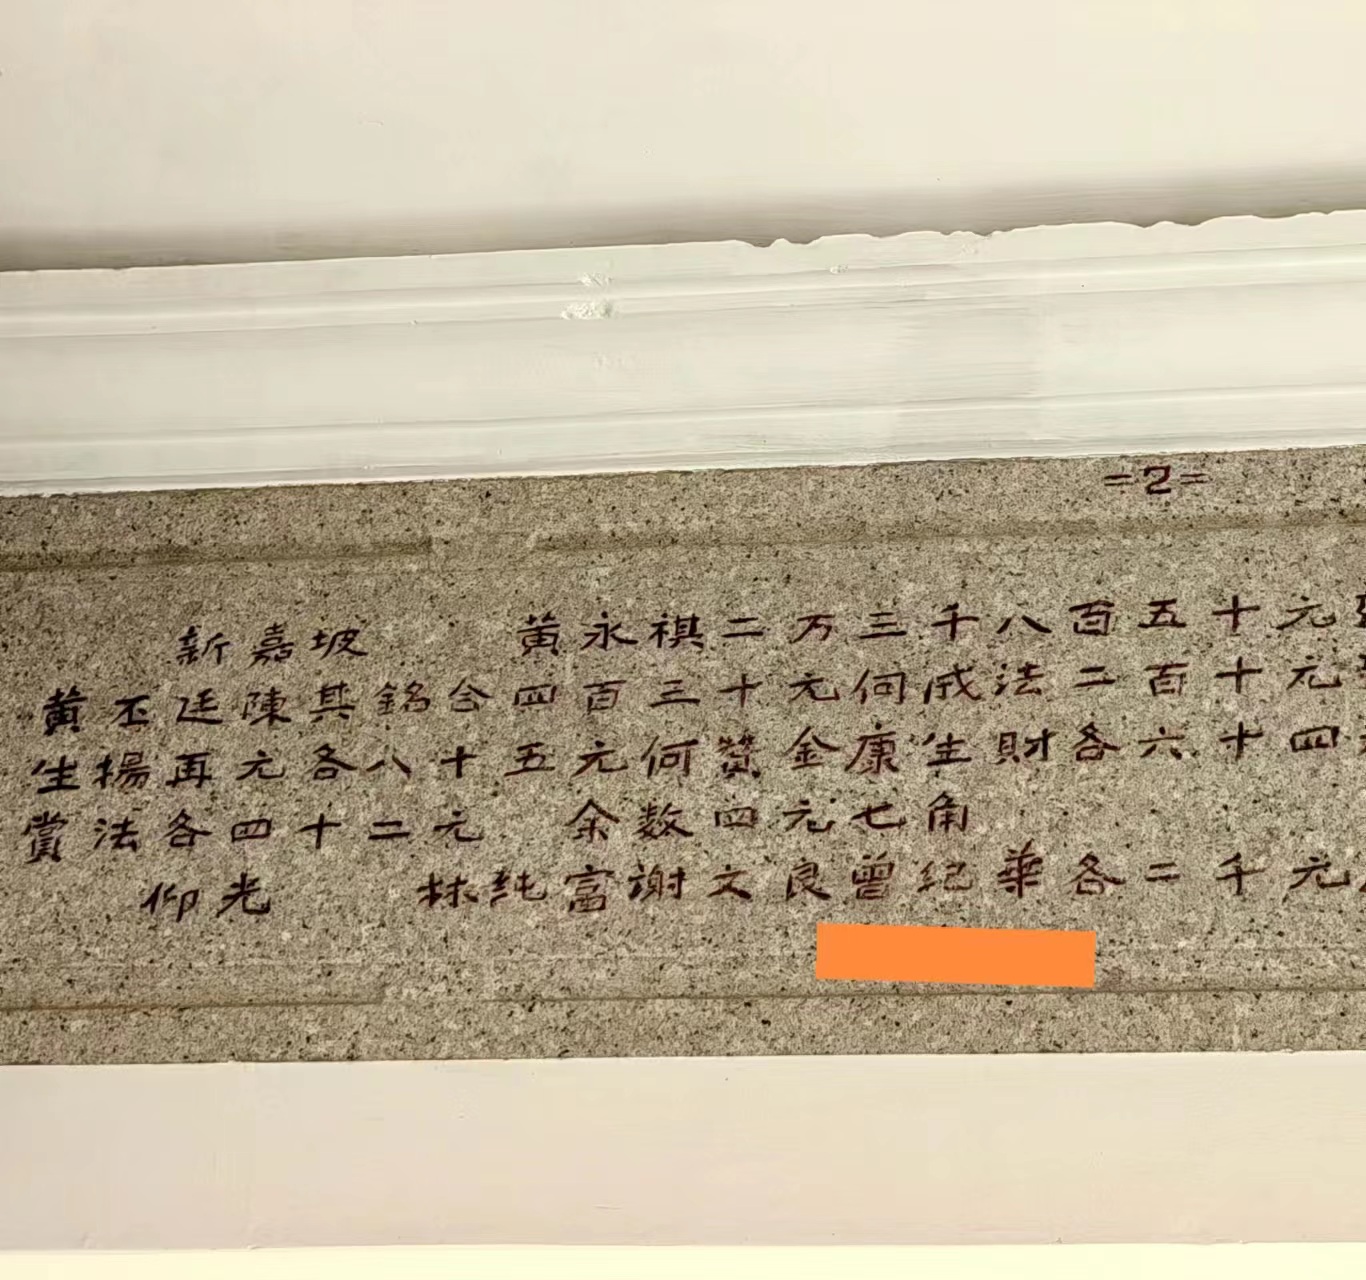 =2=
新嘉坡 黄永祺二万三千八百五十元
黄丕廷陳其銘合四百三十元何成法二百十元
生揚再元各八十五元何贊金康生財各六十四
賞法各四十二元 余数四元七角
仰光 林纯富谢文良曾纪華各二千元